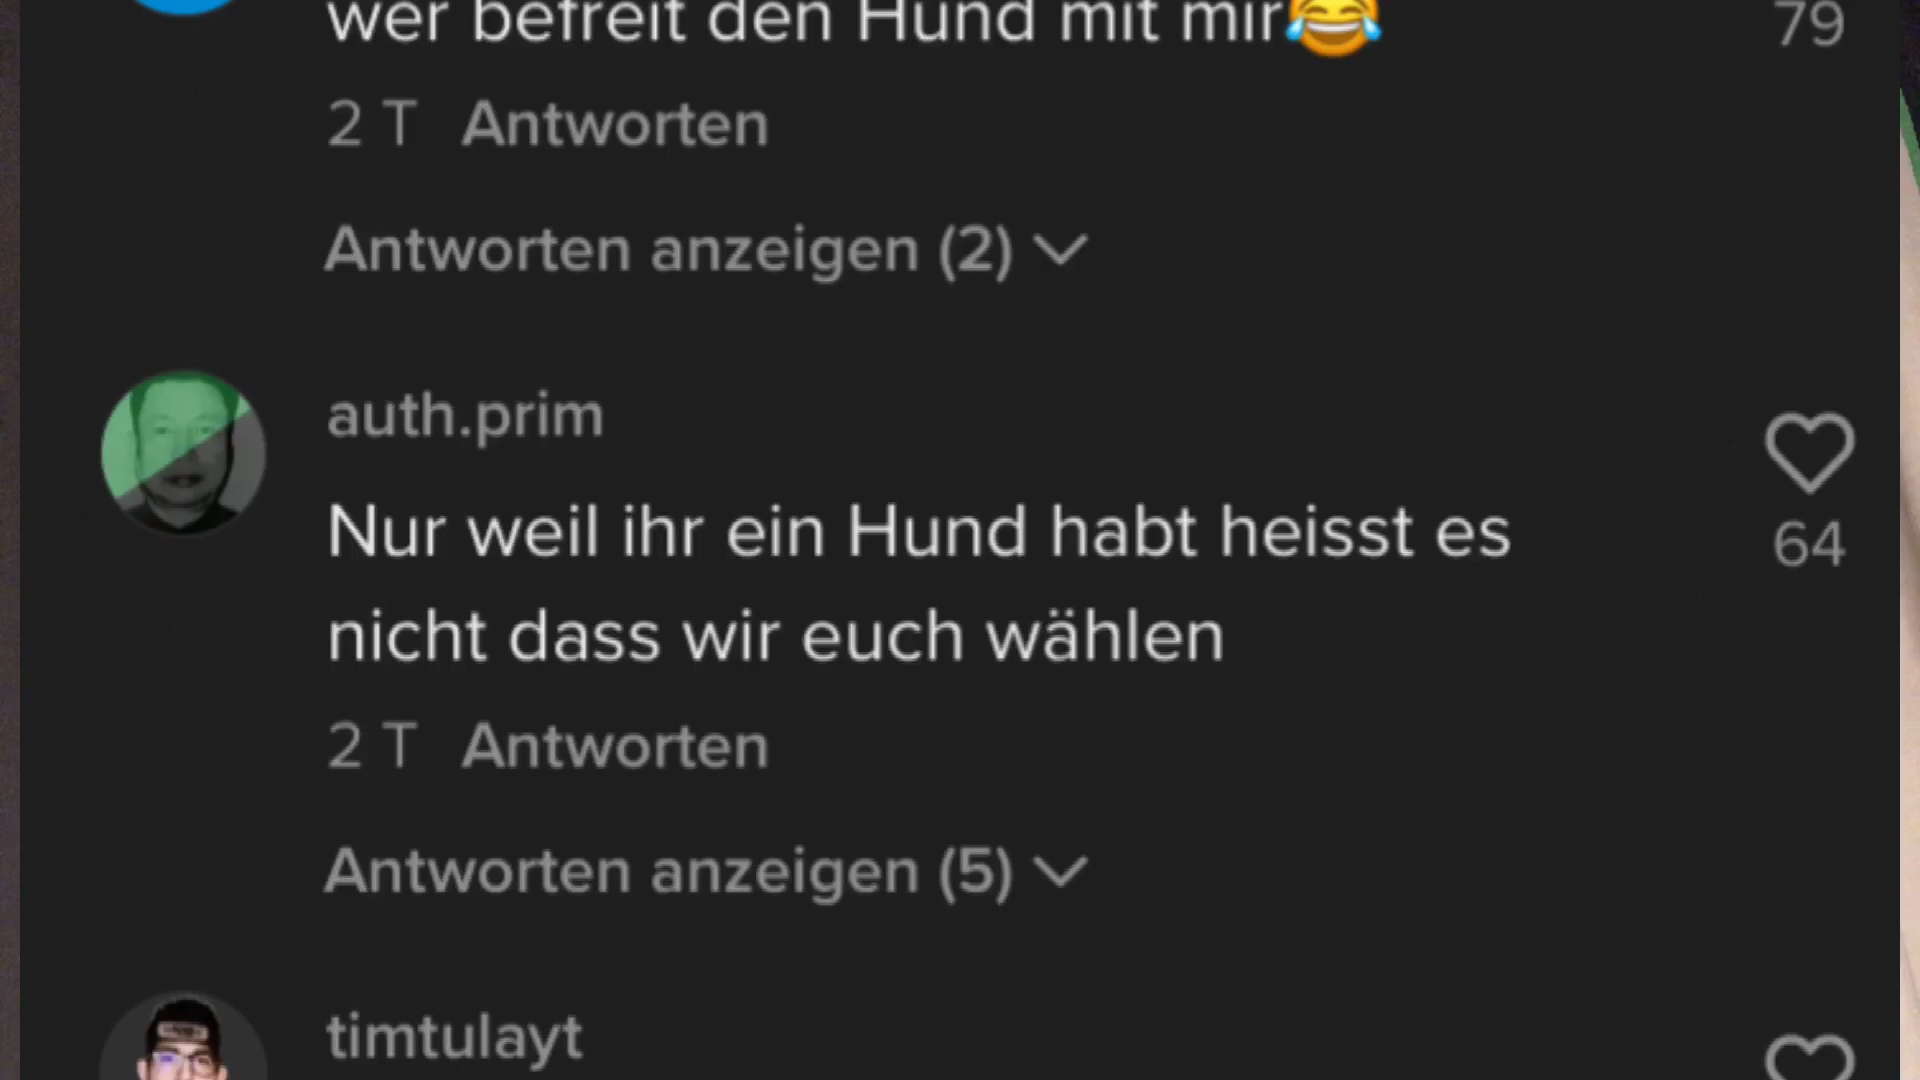 wer befreit den Hund mit mir😂
79
2 T Antworten
Antworten anzeigen (2)
auth.prim
Nur weil ihr ein Hund habt heisst es
nicht dass wir euch wählen
64
2 T Antworten
Antworten anzeigen (5)
timtulayt